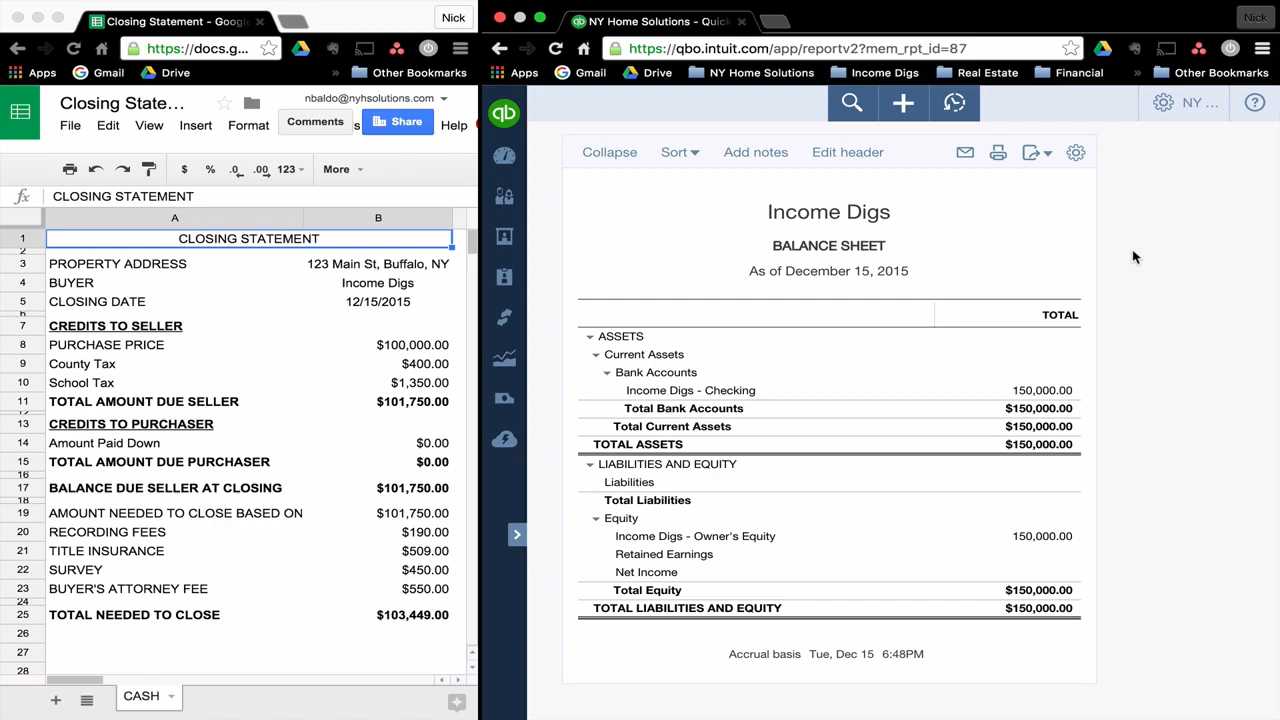 Closing Statement - Google
Nick
https://docs.g...
Apps Gmail Drive » Other Bookmarks
Closing State...
nbaldo@nyhsolutions.com
File Edit View Insert Format s Help
Comments Share
$ % .0 .00 123 More
fx CLOSING STATEMENT
A B
1 CLOSING STATEMENT
2
3 PROPERTY ADDRESS 123 Main St, Buffalo, NY
4 BUYER Income Digs
5 CLOSING DATE 12/15/2015
6
7 CREDITS TO SELLER
8 PURCHASE PRICE $100,000.00
9 County Tax $400.00
10 School Tax $1,350.00
11 TOTAL AMOUNT DUE SELLER $101,750.00
12
13 CREDITS TO PURCHASER
14 Amount Paid Down $0.00
15 TOTAL AMOUNT DUE PURCHASER $0.00
16
17 BALANCE DUE SELLER AT CLOSING $101,750.00
18
19 AMOUNT NEEDED TO CLOSE BASED ON $101,750.00
20 RECORDING FEES $190.00
21 TITLE INSURANCE $509.00
22 SURVEY $450.00
23 BUYER'S ATTORNEY FEE $550.00
24
25 TOTAL NEEDED TO CLOSE $103,449.00
26
27
28
CASH
NY Home Solutions - Quick
Nick
https://qbo.intuit.com/app/reportv2?mem_rpt_id=87
Apps Gmail Drive NY Home Solutions Income Digs Real Estate Financial » Other Bookmarks
qb
NY ...
Collapse Sort Add notes Edit header
Income Digs
BALANCE SHEET
As of December 15, 2015
TOTAL
ASSETS
Current Assets
Bank Accounts
Income Digs - Checking 150,000.00
Total Bank Accounts $150,000.00
Total Current Assets $150,000.00
TOTAL ASSETS $150,000.00
LIABILITIES AND EQUITY
Liabilities
Total Liabilities
Equity
Income Digs - Owner's Equity 150,000.00
Retained Earnings
Net Income
Total Equity $150,000.00
TOTAL LIABILITIES AND EQUITY $150,000.00
Accrual basis Tue, Dec 15 6:48PM